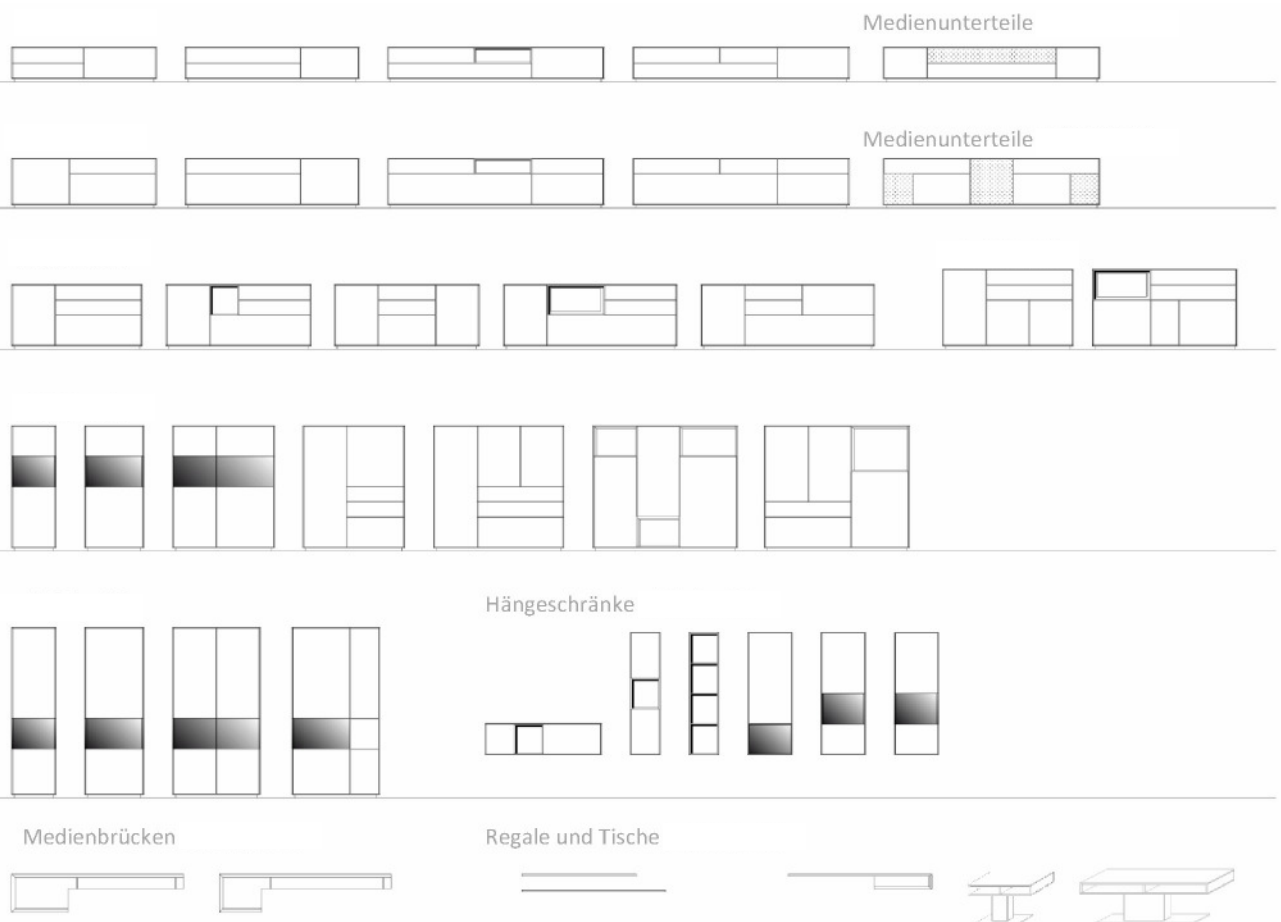 Medienunterteile
Medienunterteile
Hängeschränke
Medienbrücken
Regale und Tische